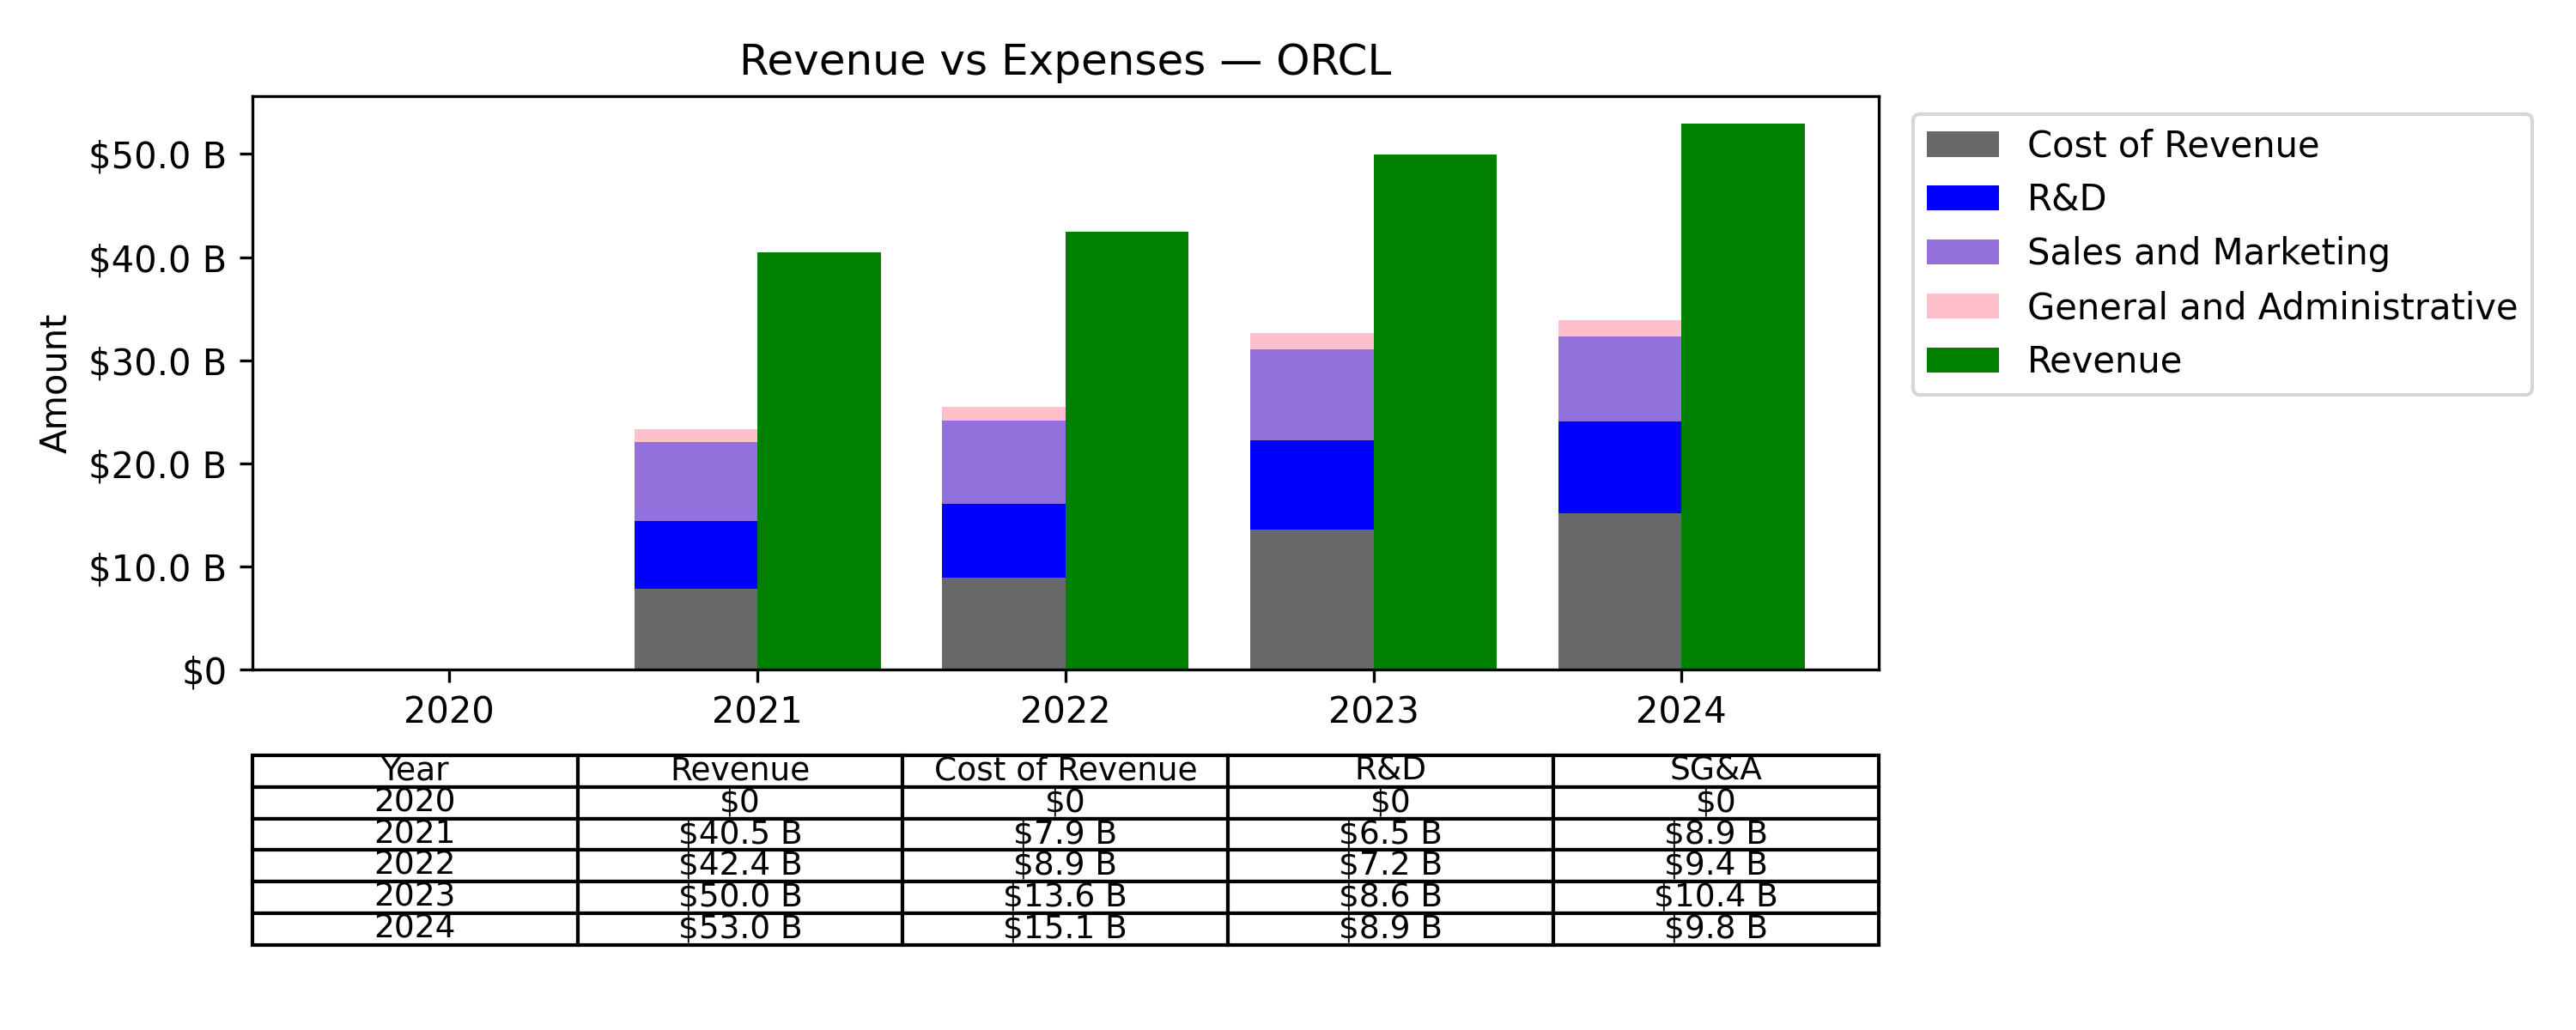 Revenue vs Expenses — ORCL
Amount
$50.0 B
$40.0 B
$30.0 B
$20.0 B
$10.0 B
$0
2020 2021 2022 2023 2024
Cost of Revenue
R&D
Sales and Marketing
General and Administrative
Revenue
Year Revenue Cost of Revenue R&D SG&A
2020 $0 $0 $0 $0
2021 $40.5 B $7.9 B $6.5 B $8.9 B
2022 $42.4 B $8.9 B $7.2 B $9.4 B
2023 $50.0 B $13.6 B $8.6 B $10.4 B
2024 $53.0 B $15.1 B $8.9 B $9.8 B